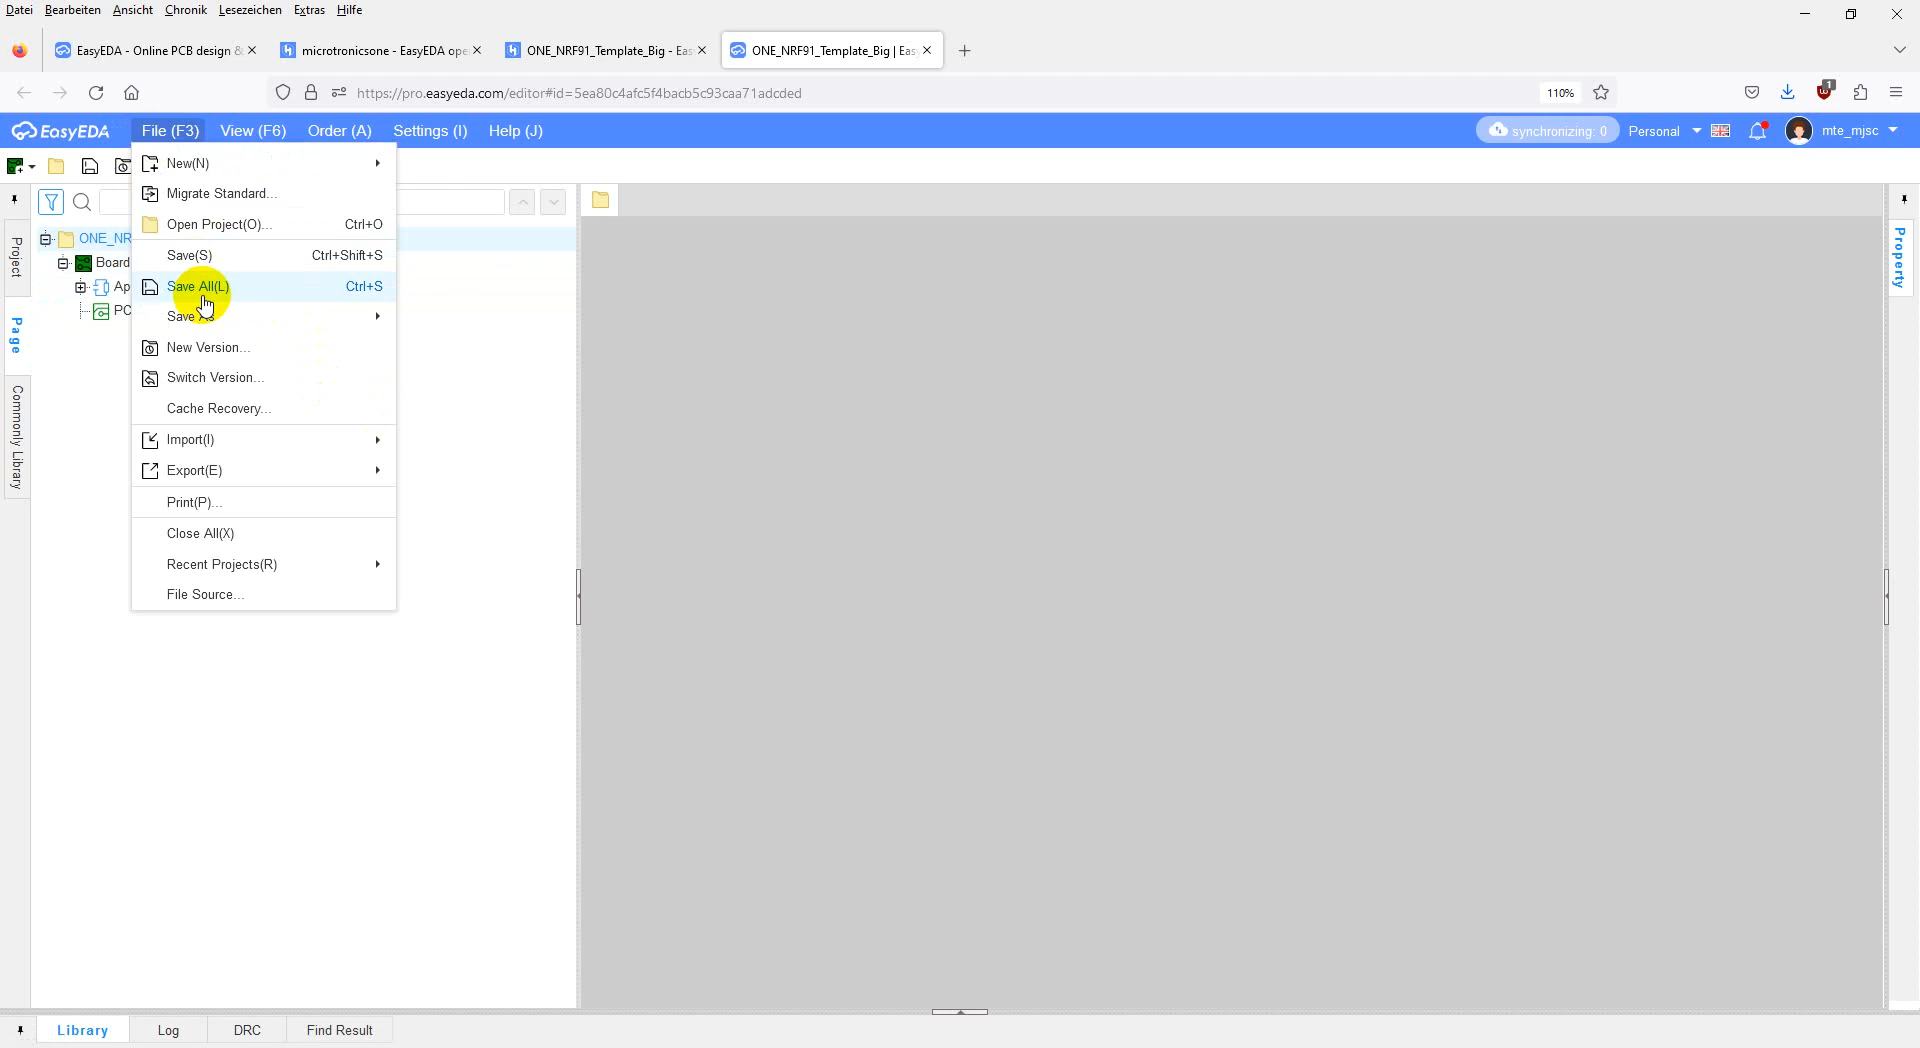 Datei Bearbeiten Ansicht Chronik Lesezeichen Extras Hilfe
EasyEDA - Online PCB design & microtronicsone - EasyEDA ope ONE_NRF91_Template_Big - Eas ONE_NRF91_Template_Big | Eas
https://pro.easyeda.com/editor#id=5ea80c4afc5f4bacb5c93caa71adcded 110% 1
EasyEDA File (F3) View (F6) Order (A) Settings (I) Help (J) synchronizing: 0 Personal mte_mjsc
New(N)
Migrate Standard...
Open Project(O)... Ctrl+O
ONE_NR
Save(S) Ctrl+Shift+S
Board
Save All(L) Ctrl+S
Ap
PC
Save As
New Version...
Switch Version...
Cache Recovery...
Import(I)
Export(E)
Print(P)...
Close All(X)
Recent Projects(R)
File Source...
Project
Page
Commonly Library
Property
Library Log DRC Find Result